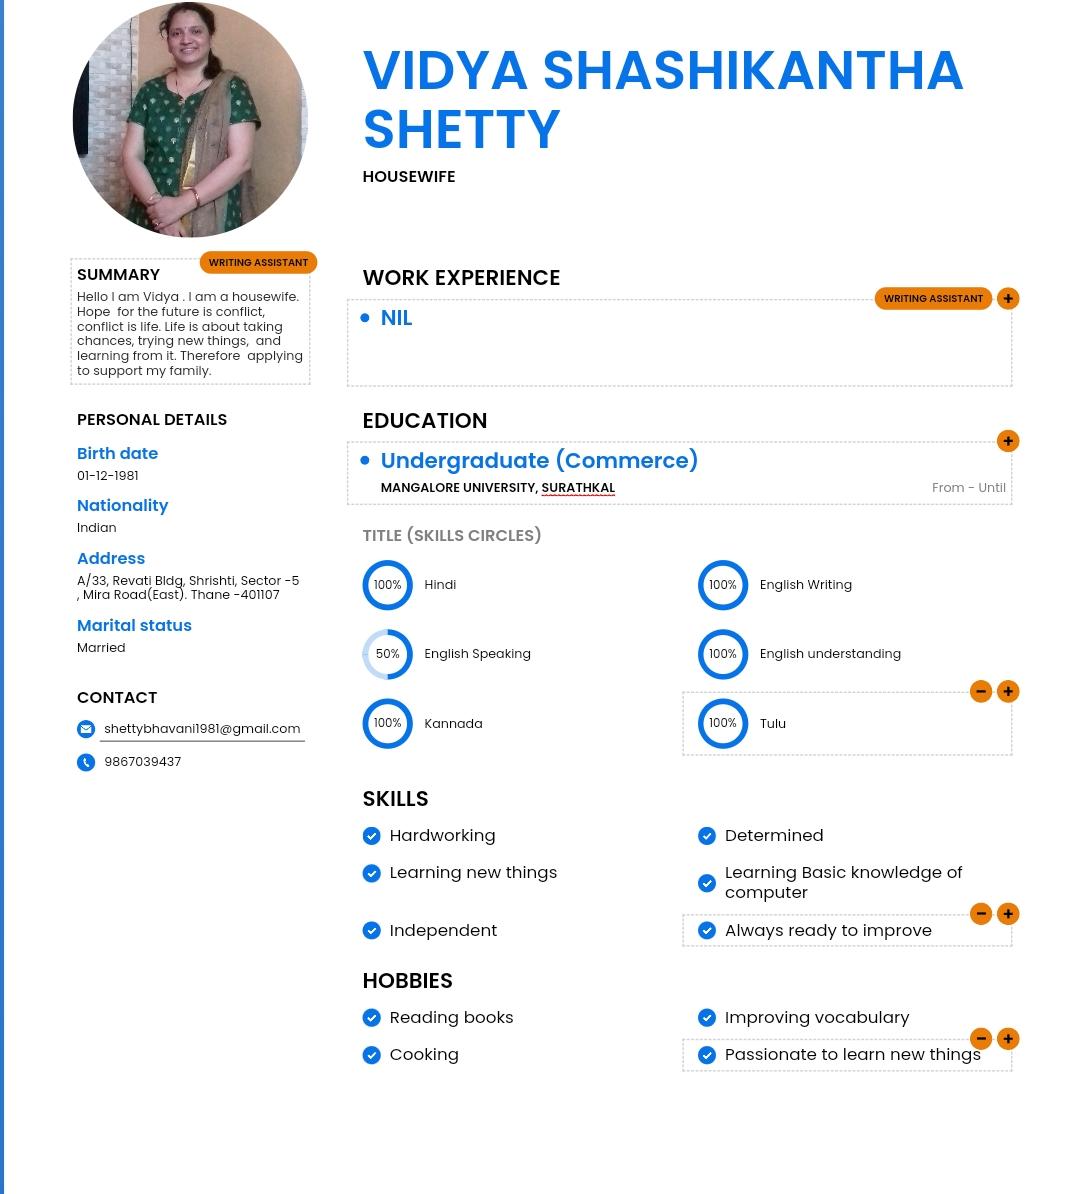 VIDYA SHASHIKANTHA
SHETTY
HOUSEWIFE
WRITING ASSISTANT
SUMMARY
Hello I am Vidya . I am a housewife.
Hope  for the future is conflict,
conflict is life. Life is about taking
chances, trying new things,  and
learning from it. Therefore  applying
to support my family.
PERSONAL DETAILS
Birth date
01-12-1981
Nationality
Indian
Address
A/33, Revati Bldg, Shrishti, Sector -5
, Mira Road(East). Thane -401107
Marital status
Married
CONTACT
shettybhavani1981@gmail.com
9867039437
WORK EXPERIENCE
WRITING ASSISTANT
NIL
EDUCATION
Undergraduate (Commerce)
MANGALORE UNIVERSITY, SURATHKAL From - Until
TITLE (SKILLS CIRCLES)
100% Hindi
100% English Writing
50% English Speaking
100% English understanding
100% Kannada
100% Tulu
SKILLS
Hardworking
Determined
Learning new things
Learning Basic knowledge of
computer
Independent
Always ready to improve
HOBBIES
Reading books
Improving vocabulary
Cooking
Passionate to learn new things